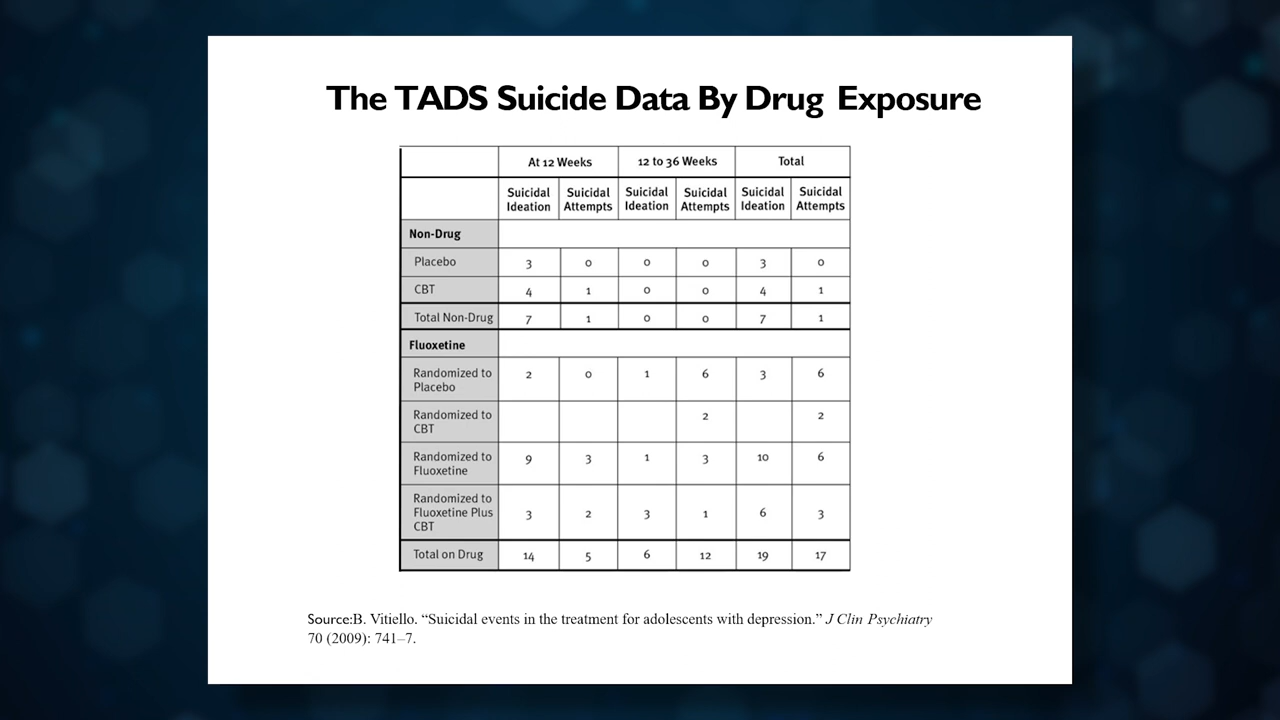 The TADS Suicide Data By Drug Exposure
At 12 Weeks 12 to 36 Weeks Total
Suicidal Ideation Suicidal Attempts Suicidal Ideation Suicidal Attempts Suicidal Ideation Suicidal Attempts
Non-Drug
Placebo 3 0 0 0 3 0
CBT 4 1 0 0 4 1
Total Non-Drug 7 1 0 0 7 1
Fluoxetine
Randomized to Placebo 2 0 1 6 3 6
Randomized to CBT 2 2
Randomized to Fluoxetine 9 3 1 3 10 6
Randomized to Fluoxetine Plus CBT 3 2 3 1 6 3
Total on Drug 14 5 6 12 19 17
Source:B. Vitiello. “Suicidal events in the treatment for adolescents with depression.” J Clin Psychiatry
70 (2009): 741–7.